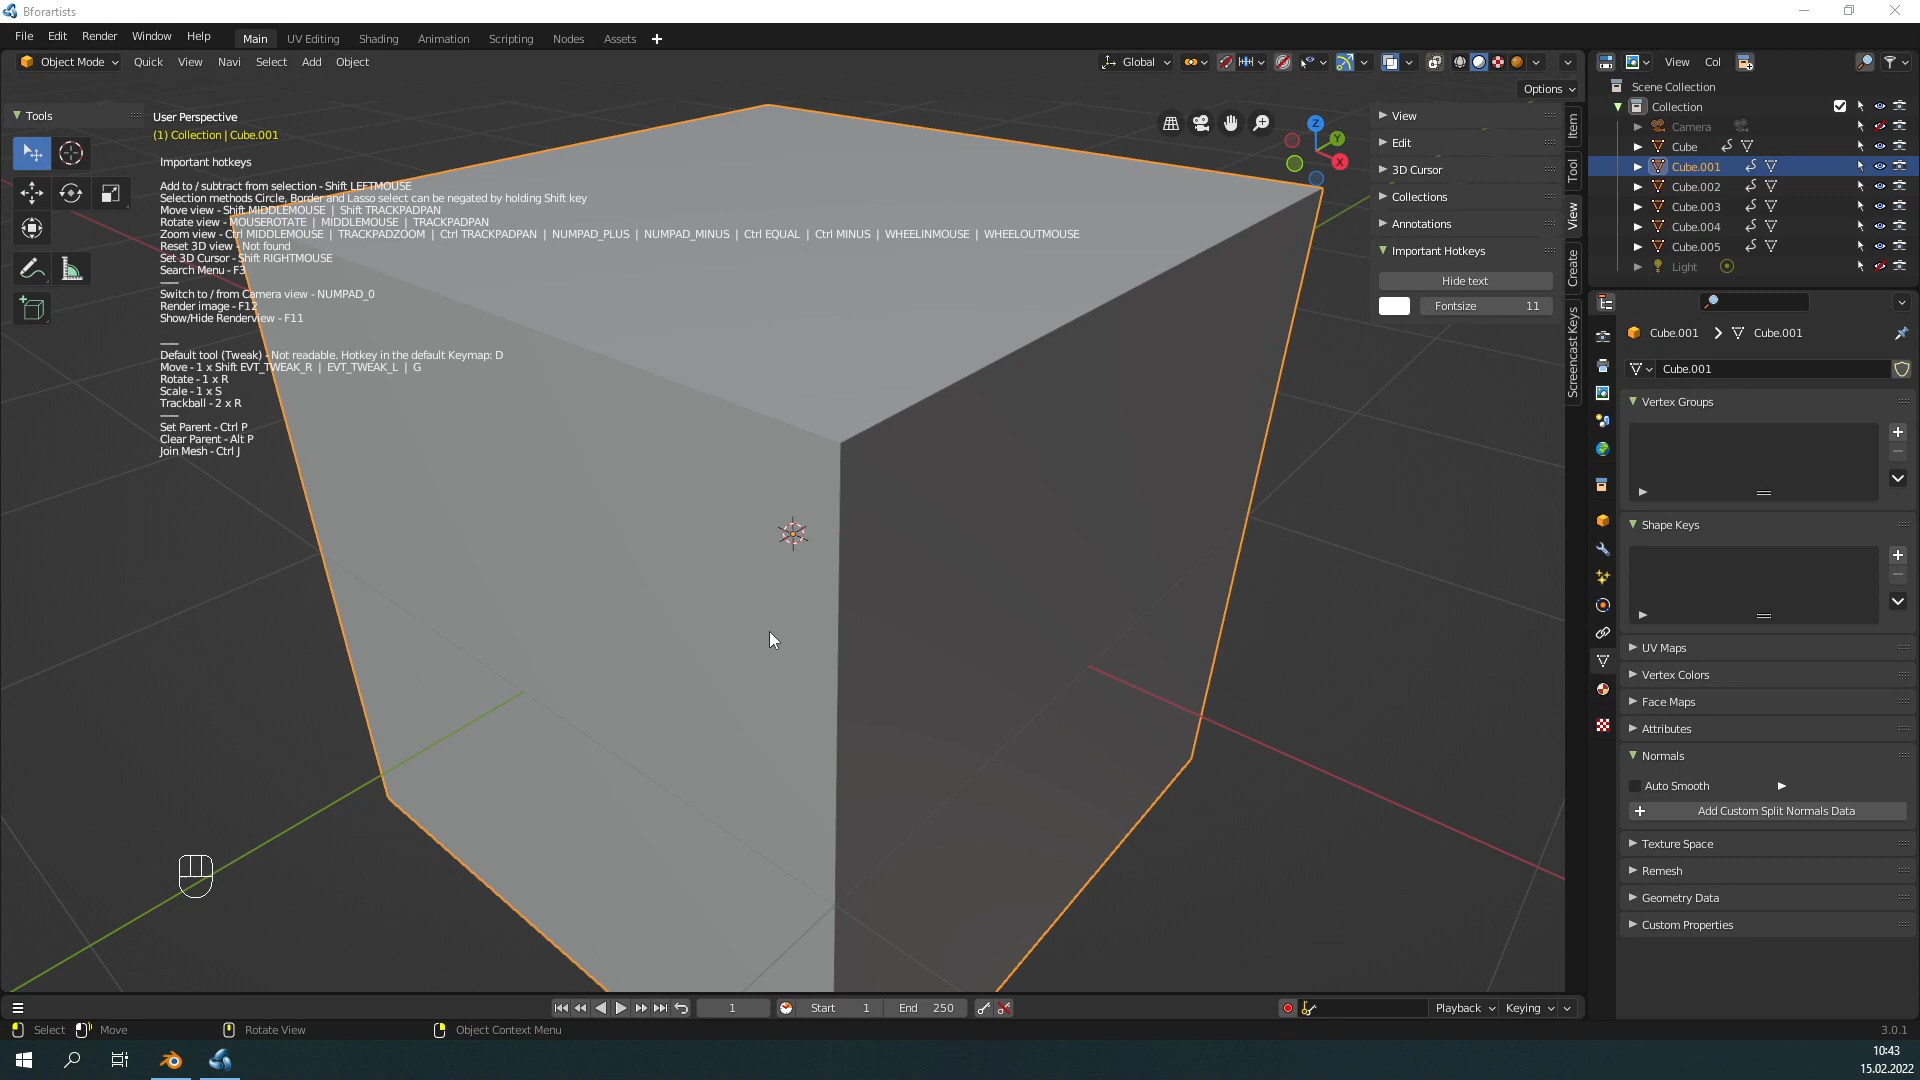 Bforartists
File Edit Render Window Help Main UV Editing Shading Animation Scripting Nodes Assets
Object Mode Quick View Navi Select Add Object Global View Col
Options
Scene Collection
Collection
Camera
Cube
Cube.001
Cube.002
Cube.003
Cube.004
Cube.005
Light
Tools
User Perspective
(1) Collection | Cube.001
Important hotkeys
Add to / subtract from selection - Shift LEFTMOUSE
Selection methods Circle, Border and Lasso select can be negated by holding Shift key
Move view - Shift MIDDLEMOUSE | Shift TRACKPADPAN
Rotate view - MOUSEROTATE | MIDDLEMOUSE | TRACKPADPAN
Zoom view - Ctrl MIDDLEMOUSE | TRACKPADZOOM | Ctrl TRACKPADPAN | NUMPAD_PLUS | NUMPAD_MINUS | Ctrl EQUAL | Ctrl MINUS | WHEELINMOUSE | WHEELOUTMOUSE
Reset 3D view - Not found
Set 3D Cursor - Shift RIGHTMOUSE
Search Menu - F3
Switch to / from Camera view - NUMPAD_0
Render image - F12
Show/Hide Renderview - F11
Default tool (Tweak) - Not readable. Hotkey in the default Keymap: D
Move - 1 x Shift EVT_TWEAK_R | EVT_TWEAK_L | G
Rotate - 1 x R
Scale - 1 x S
Trackball - 2 x R
Set Parent - Ctrl P
Clear Parent - Alt P
Join Mesh - Ctrl J
Z
Y
X
View
Edit
3D Cursor
Collections
Annotations
Important Hotkeys
Hide text
Fontsize 11
Item
Tool
View
Create
Screencast Keys
Cube.001 Cube.001
Cube.001
Vertex Groups
Shape Keys
UV Maps
Vertex Colors
Face Maps
Attributes
Normals
Auto Smooth
Add Custom Split Normals Data
Texture Space
Remesh
Geometry Data
Custom Properties
1 Start 1 End 250 Playback Keying
Select Move Rotate View Object Context Menu 3.0.1
10:43
15.02.2022